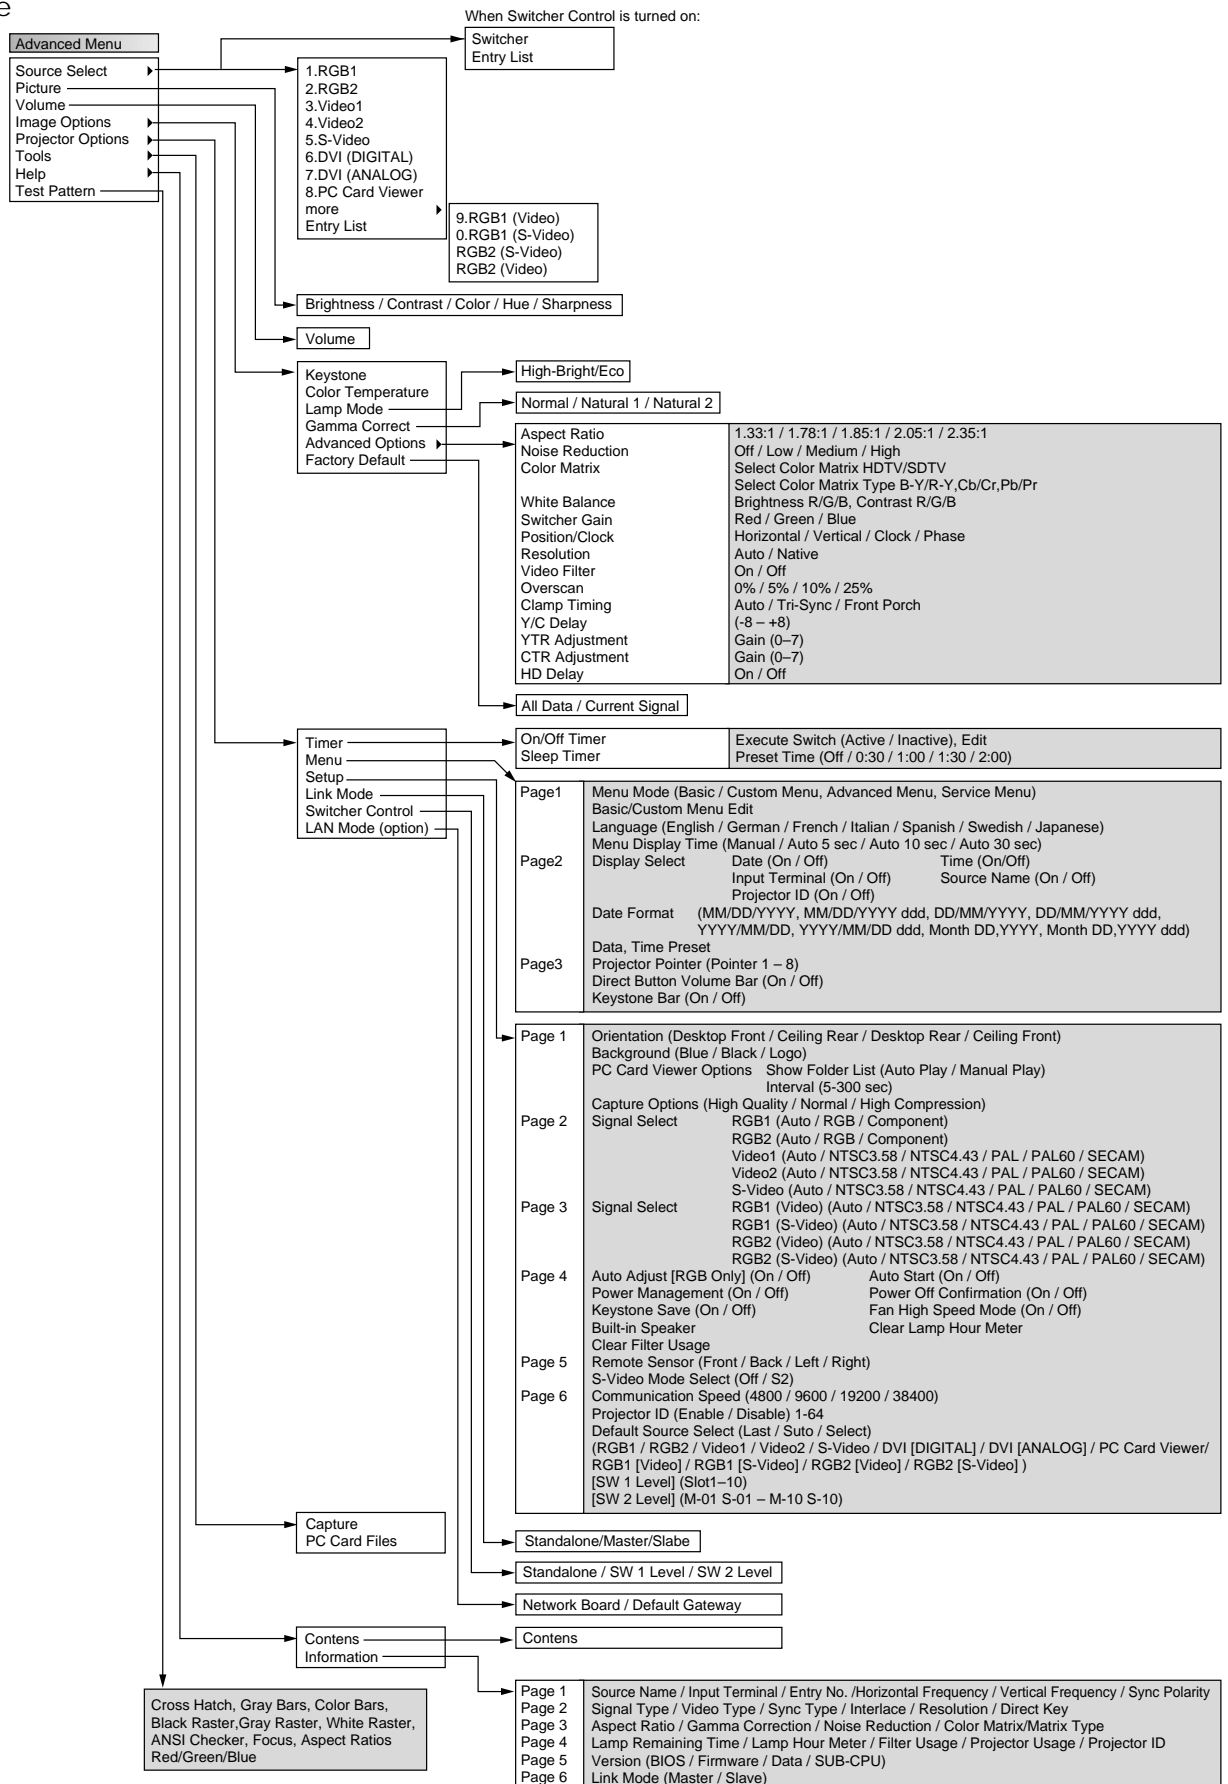 e
When Switcher Control is turned on:
Advanced Menu
Switcher
Entry List
Source Select
Picture
Volume
Image Options
Projector Options
Tools
Help
Test Pattern
1.RGB1
2.RGB2
3.Video1
4.Video2
5.S-Video
6.DVI (DIGITAL)
7.DVI (ANALOG)
8.PC Card Viewer
more
Entry List
9.RGB1 (Video)
0.RGB1 (S-Video)
RGB2 (S-Video)
RGB2 (Video)
Brightness / Contrast / Color / Hue / Sharpness
Volume
Keystone
Color Temperature
Lamp Mode
Gamma Correct
Advanced Options
Factory Default
High-Bright/Eco
Normal / Natural 1 / Natural 2
Aspect Ratio 1.33:1 / 1.78:1 / 1.85:1 / 2.05:1 / 2.35:1
Noise Reduction Off / Low / Medium / High
Color Matrix Select Color Matrix HDTV/SDTV
Select Color Matrix Type B-Y/R-Y,Cb/Cr,Pb/Pr
White Balance Brightness R/G/B, Contrast R/G/B
Switcher Gain Red / Green / Blue
Position/Clock Horizontal / Vertical / Clock / Phase
Resolution Auto / Native
Video Filter On / Off
Overscan 0% / 5% / 10% / 25%
Clamp Timing Auto / Tri-Sync / Front Porch
Y/C Delay (-8 – +8)
YTR Adjustment Gain (0–7)
CTR Adjustment Gain (0–7)
HD Delay On / Off
All Data / Current Signal
Timer
Menu
Setup
Link Mode
Switcher Control
LAN Mode (option)
On/Off Timer Execute Switch (Active / Inactive), Edit
Sleep Timer Preset Time (Off / 0:30 / 1:00 / 1:30 / 2:00)
Page1 Menu Mode (Basic / Custom Menu, Advanced Menu, Service Menu)
Basic/Custom Menu Edit
Language (English / German / French / Italian / Spanish / Swedish / Japanese)
Menu Display Time (Manual / Auto 5 sec / Auto 10 sec / Auto 30 sec)
Page2 Display Select Date (On / Off) Time (On/Off)
Input Terminal (On / Off) Source Name (On / Off)
Projector ID (On / Off)
Date Format (MM/DD/YYYY, MM/DD/YYYY ddd, DD/MM/YYYY, DD/MM/YYYY ddd,
YYYY/MM/DD, YYYY/MM/DD ddd, Month DD,YYYY, Month DD,YYYY ddd)
Data, Time Preset
Page3 Projector Pointer (Pointer 1 – 8)
Direct Button Volume Bar (On / Off)
Keystone Bar (On / Off)
Page 1 Orientation (Desktop Front / Ceiling Rear / Desktop Rear / Ceiling Front)
Background (Blue / Black / Logo)
PC Card Viewer Options Show Folder List (Auto Play / Manual Play)
Interval (5-300 sec)
Capture Options (High Quality / Normal / High Compression)
Page 2 Signal Select RGB1 (Auto / RGB / Component)
RGB2 (Auto / RGB / Component)
Video1 (Auto / NTSC3.58 / NTSC4.43 / PAL / PAL60 / SECAM)
Video2 (Auto / NTSC3.58 / NTSC4.43 / PAL / PAL60 / SECAM)
S-Video (Auto / NTSC3.58 / NTSC4.43 / PAL / PAL60 / SECAM)
Page 3 Signal Select RGB1 (Video) (Auto / NTSC3.58 / NTSC4.43 / PAL / PAL60 / SECAM)
RGB1 (S-Video) (Auto / NTSC3.58 / NTSC4.43 / PAL / PAL60 / SECAM)
RGB2 (Video) (Auto / NTSC3.58 / NTSC4.43 / PAL / PAL60 / SECAM)
RGB2 (S-Video) (Auto / NTSC3.58 / NTSC4.43 / PAL / PAL60 / SECAM)
Page 4 Auto Adjust [RGB Only] (On / Off) Auto Start (On / Off)
Power Management (On / Off) Power Off Confirmation (On / Off)
Keystone Save (On / Off) Fan High Speed Mode (On / Off)
Built-in Speaker Clear Lamp Hour Meter
Clear Filter Usage
Page 5 Remote Sensor (Front / Back / Left / Right)
S-Video Mode Select (Off / S2)
Page 6 Communication Speed (4800 / 9600 / 19200 / 38400)
Projector ID (Enable / Disable) 1-64
Default Source Select (Last / Suto / Select)
(RGB1 / RGB2 / Video1 / Video2 / S-Video / DVI [DIGITAL] / DVI [ANALOG] / PC Card Viewer/
RGB1 [Video] / RGB1 [S-Video] / RGB2 [Video] / RGB2 [S-Video] )
[SW 1 Level] (Slot1–10)
[SW 2 Level] (M-01 S-01 – M-10 S-10)
Capture
PC Card Files
Standalone/Master/Slabe
Standalone / SW 1 Level / SW 2 Level
Network Board / Default Gateway
Contens
Information
Contens
Page 1 Source Name / Input Terminal / Entry No. /Horizontal Frequency / Vertical Frequency / Sync Polarity
Page 2 Signal Type / Video Type / Sync Type / Interlace / Resolution / Direct Key
Page 3 Aspect Ratio / Gamma Correction / Noise Reduction / Color Matrix/Matrix Type
Page 4 Lamp Remaining Time / Lamp Hour Meter / Filter Usage / Projector Usage / Projector ID
Page 5 Version (BIOS / Firmware / Data / SUB-CPU)
Page 6 Link Mode (Master / Slave)
Cross Hatch, Gray Bars, Color Bars,
Black Raster,Gray Raster, White Raster,
ANSI Checker, Focus, Aspect Ratios
Red/Green/Blue